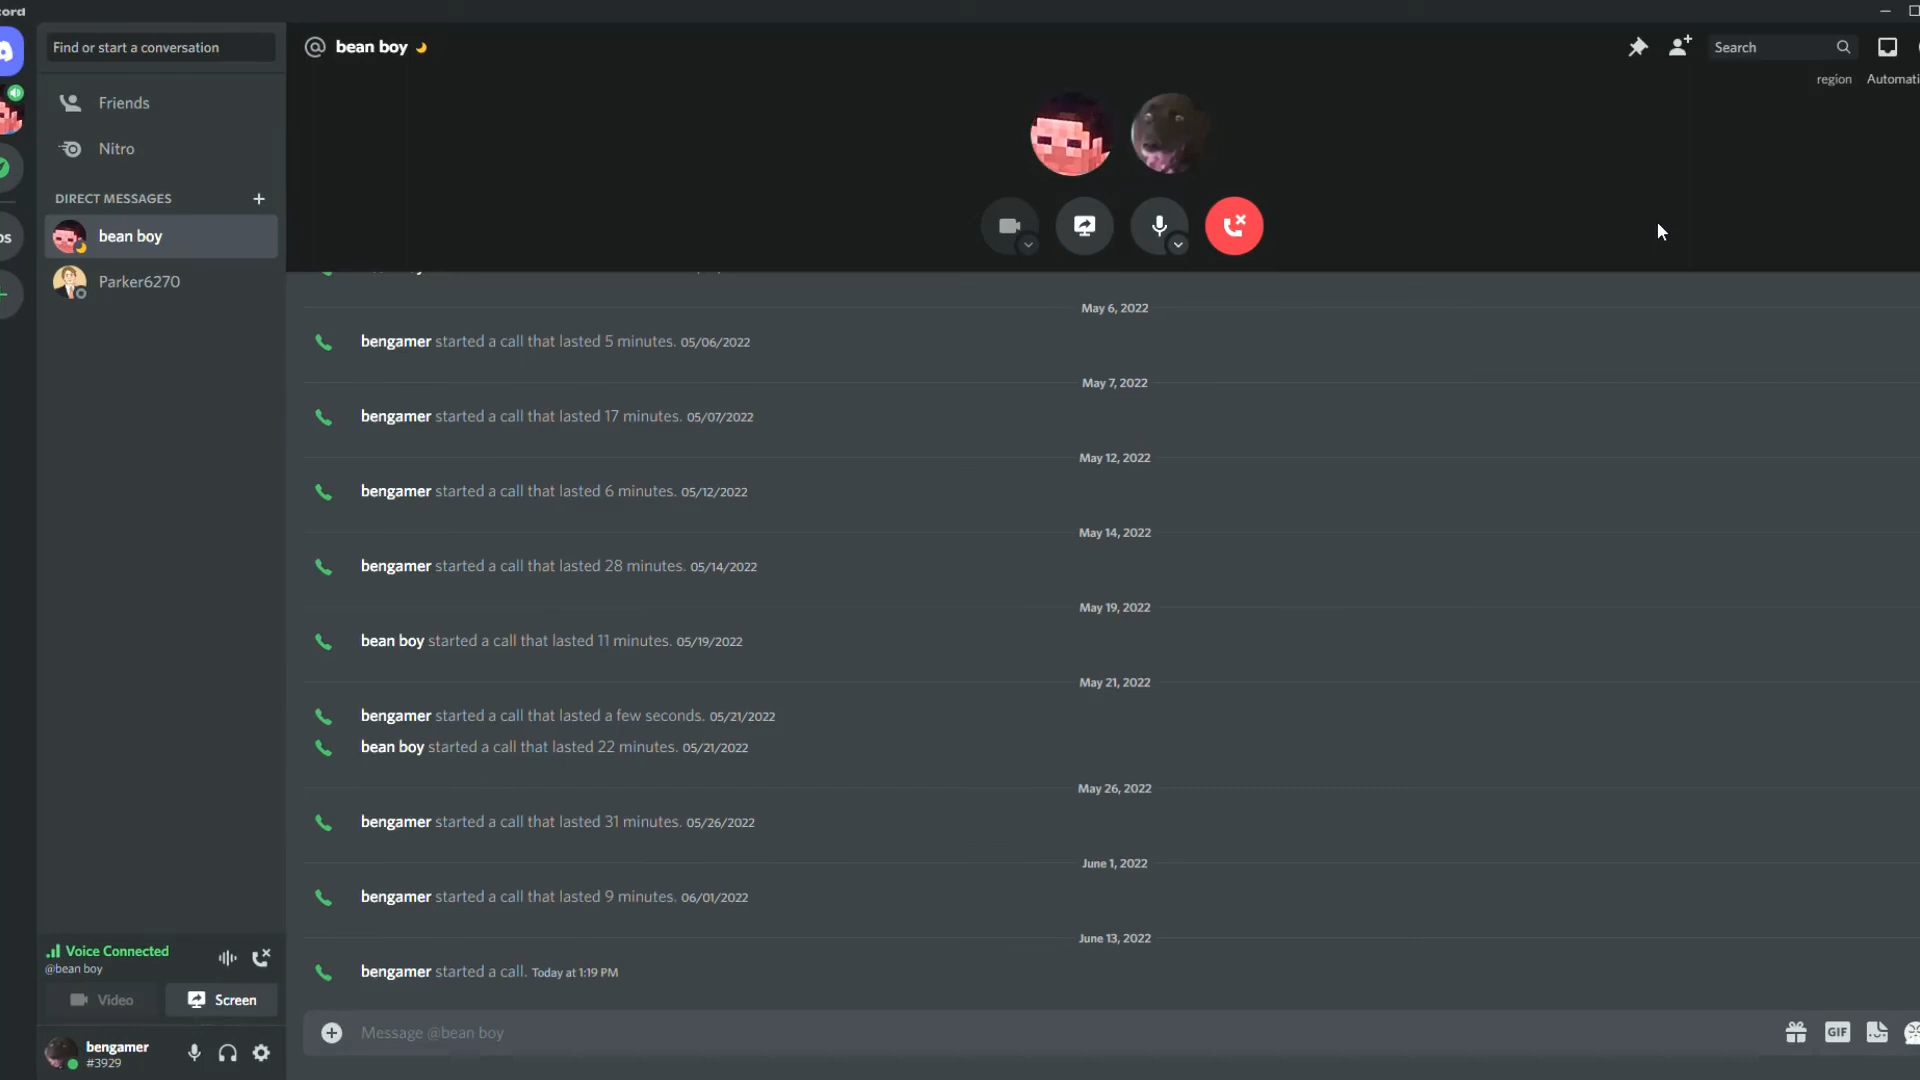 cord
Find or start a conversation
bean boy
Search
region Automati
Friends
Nitro
DIRECT MESSAGES
bean boy
Parker6270
May 6, 2022
bengamer started a call that lasted 5 minutes. 05/06/2022
May 7, 2022
bengamer started a call that lasted 17 minutes. 05/07/2022
May 12, 2022
bengamer started a call that lasted 6 minutes. 05/12/2022
May 14, 2022
bengamer started a call that lasted 28 minutes. 05/14/2022
May 19, 2022
bean boy started a call that lasted 11 minutes. 05/19/2022
May 21, 2022
bengamer started a call that lasted a few seconds. 05/21/2022
bean boy started a call that lasted 22 minutes. 05/21/2022
May 26, 2022
bengamer started a call that lasted 31 minutes. 05/26/2022
June 1, 2022
bengamer started a call that lasted 9 minutes. 06/01/2022
June 13, 2022
bengamer started a call. Today at 1:19 PM
Voice Connected
@bean boy
Video Screen
bengamer
#3929
Message @bean boy
GIF